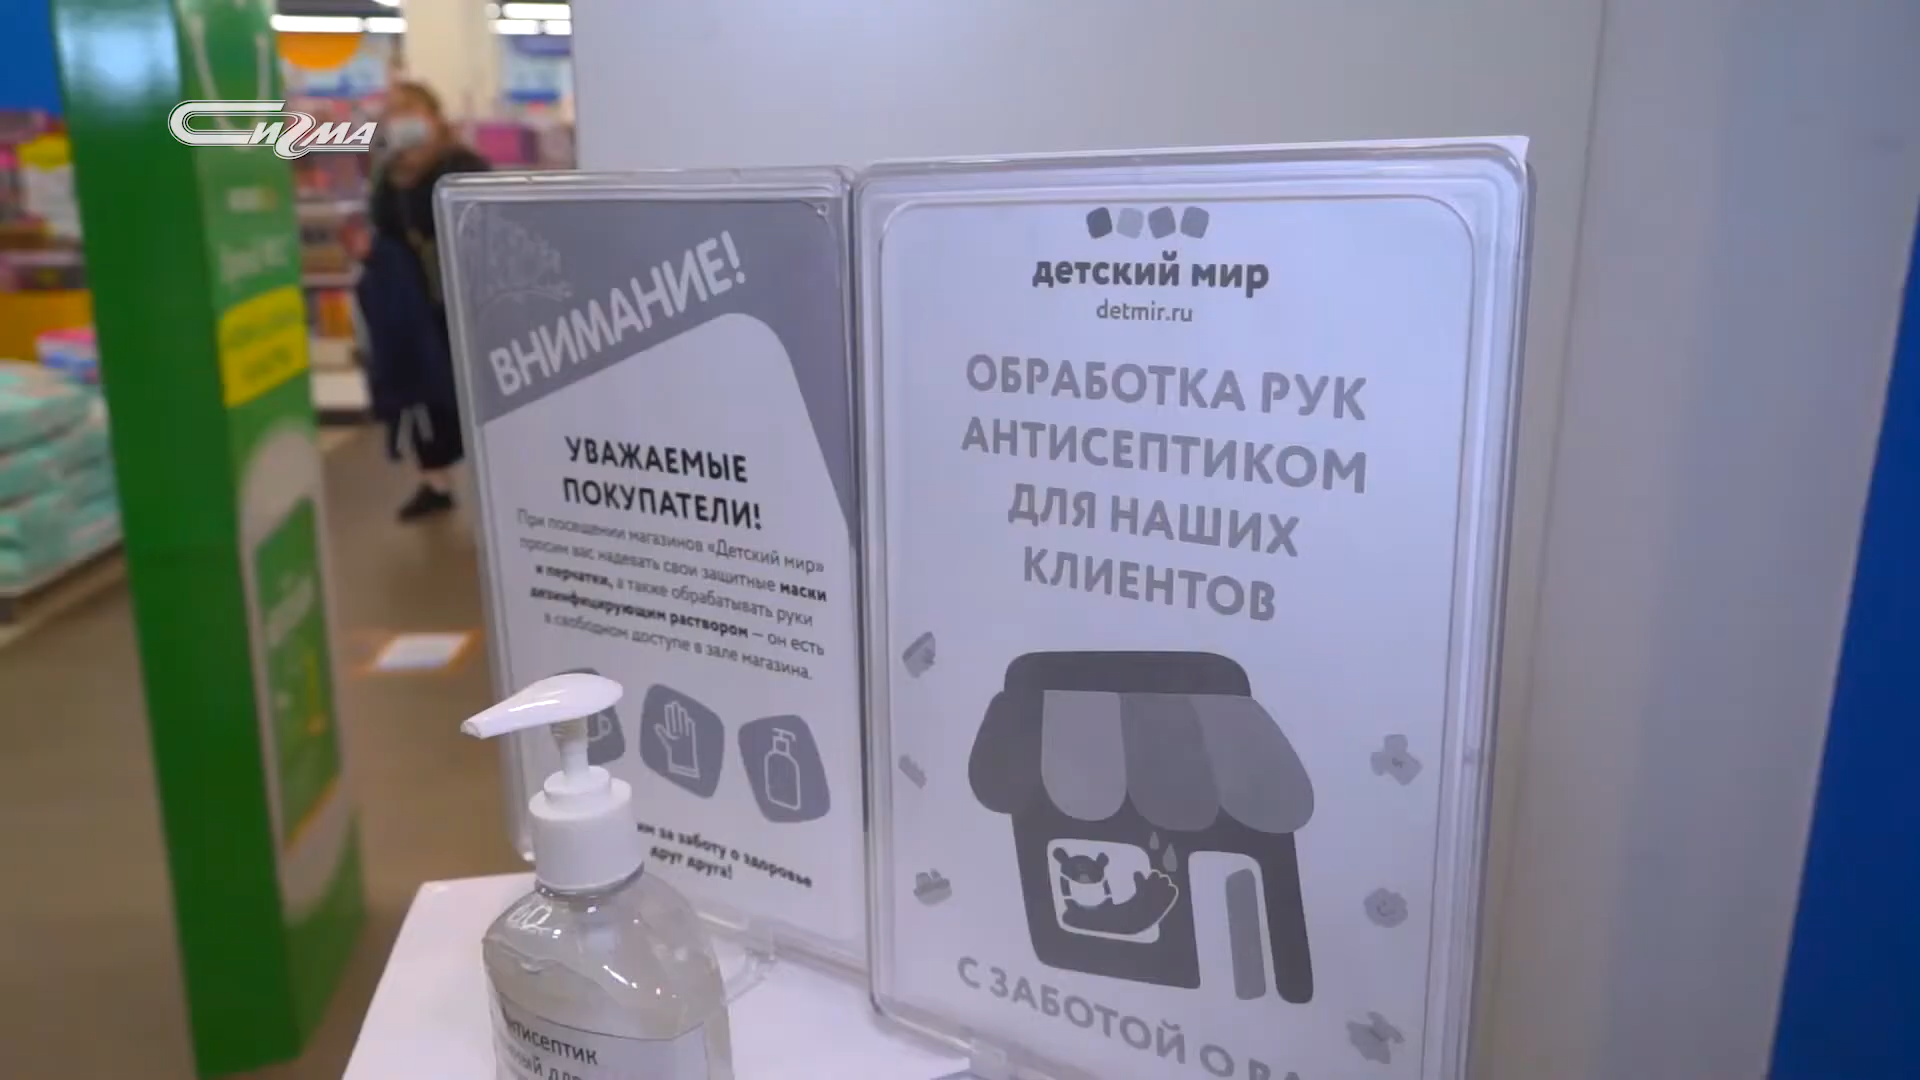 СИГМА
ВНИМАНИЕ!
УВАЖАЕМЫЕ
ПОКУПАТЕЛИ!
При посещении магазинов «Детский мир»
просим вас надевать свои защитные маски
и перчатки, а также обрабатывать руки
дезинфицирующим раствором – он есть
в свободном доступе в зале магазина.
за заботу о здоровье
друг друга!
детский мир
detmir.ru
ОБРАБОТКА РУК
АНТИСЕПТИКОМ
ДЛЯ НАШИХ
КЛИЕНТОВ
С ЗАБОТОЙ О
нтисептик